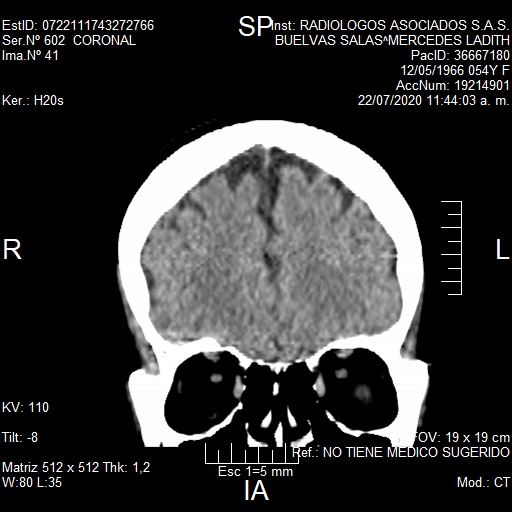 EstID: 0722111743272766
Ser.Nº 602 CORONAL
Ima.Nº 41
Ker.: H20s
SP
Inst: RADIOLOGOS ASOCIADOS S.A.S.
BUELVAS SALAS^MERCEDES LADITH
PacID: 36667180
12/05/1966 054Y F
AccNum: 19214901
22/07/2020 11:44:03 a. m.
R
L
KV: 110
Tilt: -8
Matriz 512 x 512 Thk: 1,2
W:80 L:35
Esc 1=5 mm
IA
FOV: 19 x 19 cm
Ref.: NO TIENE MEDICO SUGERIDO
Mod.: CT